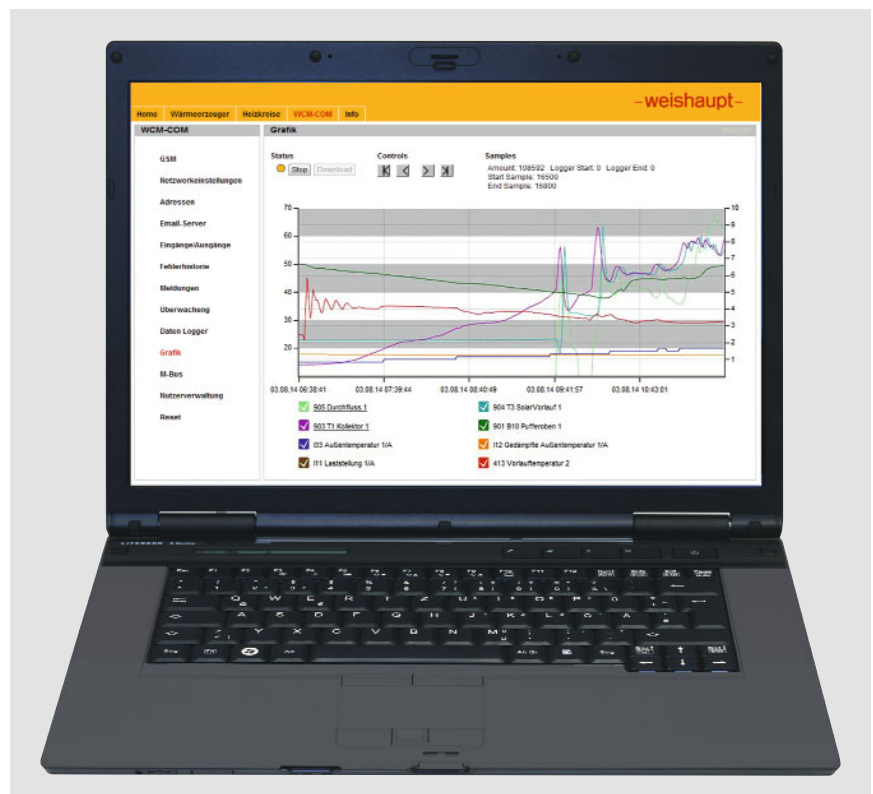 -weishaupt-
Home Wärmeerzeuger Heizkreise WCM-COM Info
WCM-COM
Grafik
GSM
Netzwerkeinstellungen
Adressen
Email-Server
Eingänge/Ausgänge
Fehlerhistorie
Meldungen
Überwachung
Daten Logger
Grafik
M-Bus
Nutzerverwaltung
Reset
Status
Stop Download
Controls
Samples
Amount: 108592 Logger Start: 0 Logger End: 0
Start Sample: 16500
End Sample: 16800
70
60
50
40
30
20
10
9
8
7
6
5
4
3
2
1
03.08.14 06:38:41 03.08.14 07:39:44 03.08.14 08:40:49 03.08.14 09:41:57 03.08.14 10:43:01
905 Durchfluss 1
904 T3 SolarVorlauf 1
903 T1 Kollektor 1
901 B10 Pufferoben 1
I33 Außentemperatur 1/A
I12 Gedämpfte Außentemperatur 1/A
I11 Laststellung 1/A
413 Vorlauftemperatur 2
LIFEBOOK
Q W E R T Z U I O P Ü
A S D F G H J K L Ö Ä
Y X C V B N M